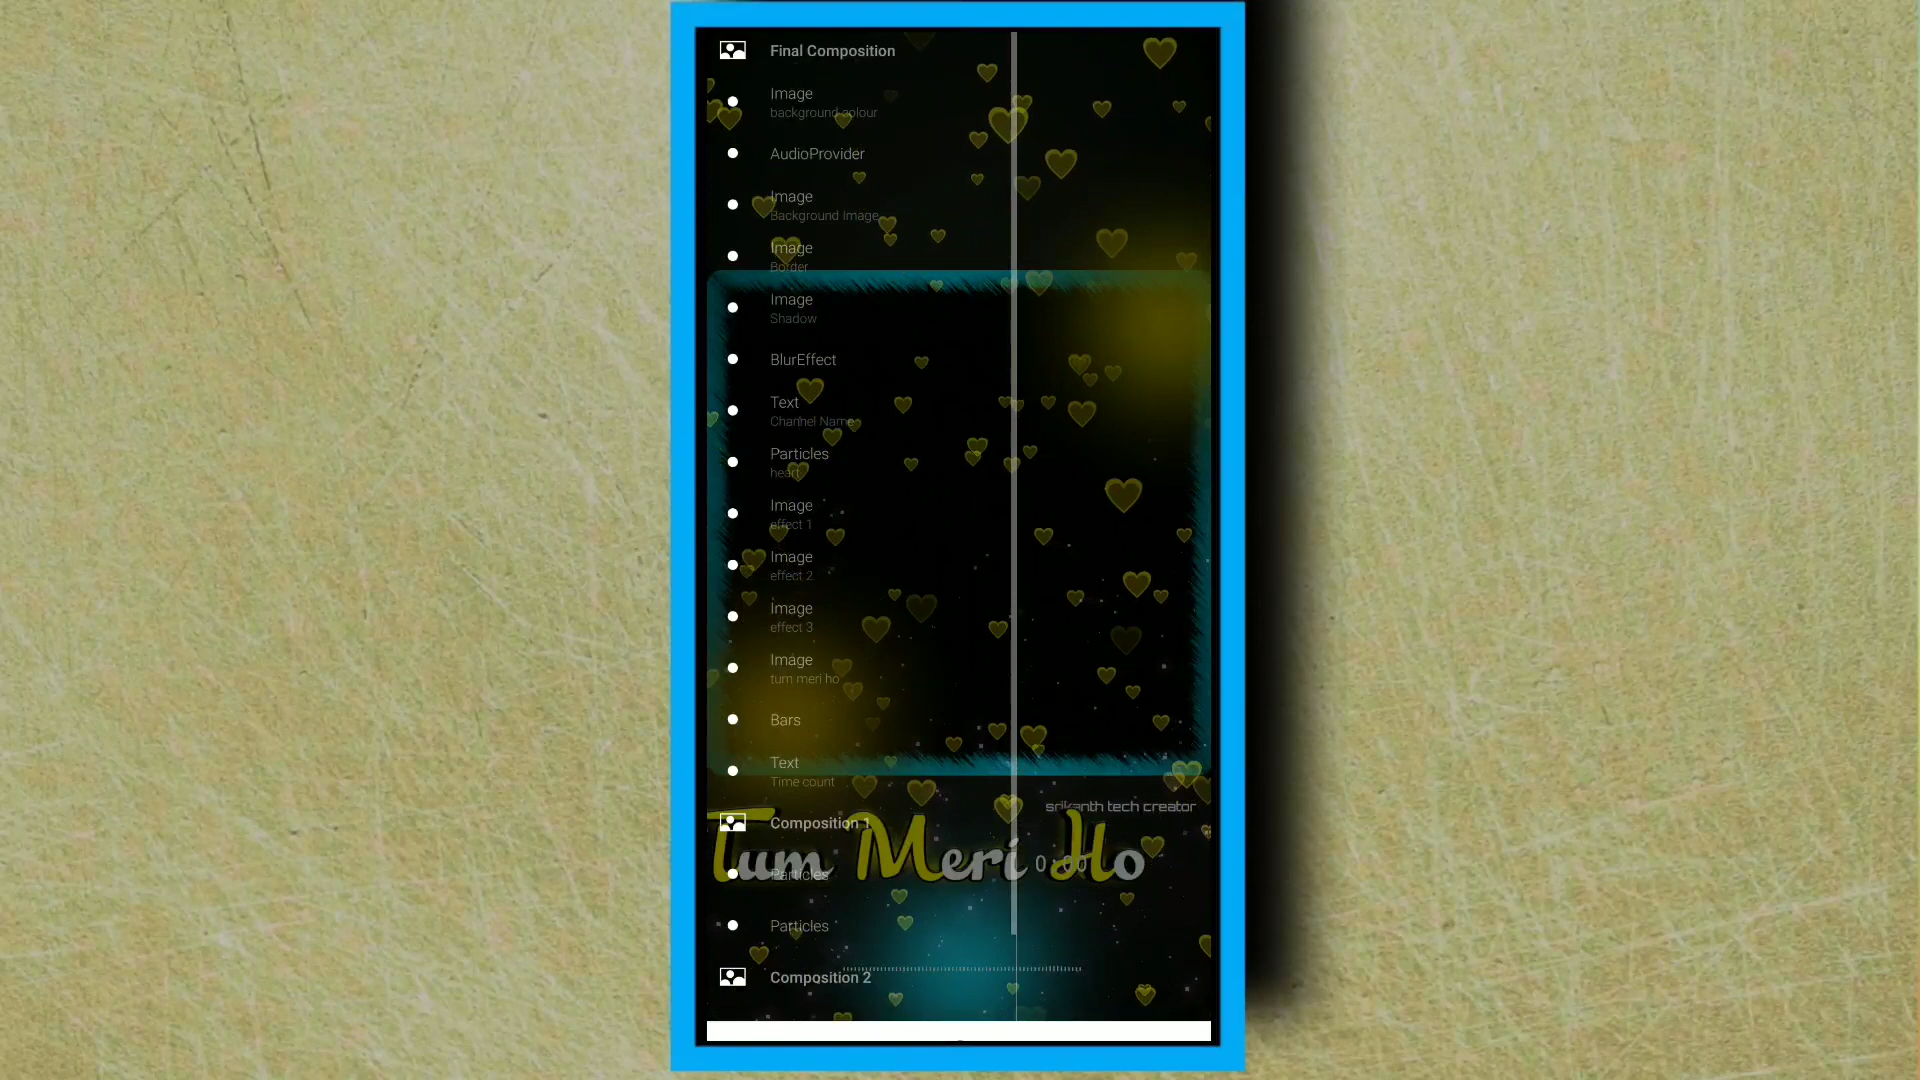 Final Composition
Image
background colour
AudioProvider
Image
Background Image
Image
Border
Image
Shadow
BlurEffect
Text
Channel Name
Particles
heart
Image
effect 1
Image
effect 2
Image
effect 3
Image
tum meri ho
Bars
Text
Time count
srikanth tech creator
Composition 1
Tum Meri Ho
0:00
Particles
Particles
Composition 2